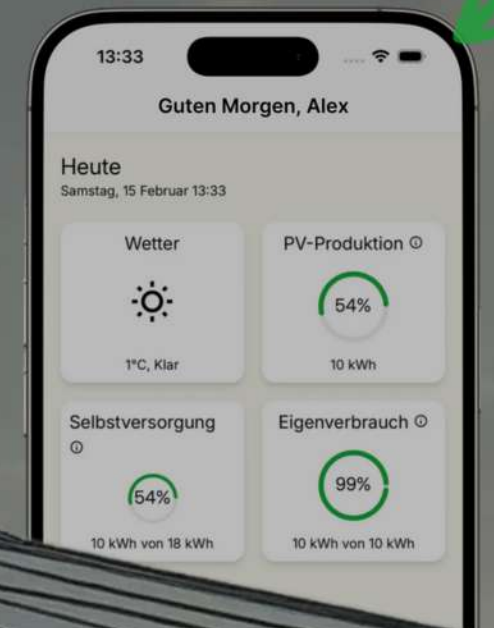 13:33
Guten Morgen, Alex
Heute
Samstag, 15 Februar 13:33
Wetter
1°C, Klar
PV-Produktion
54%
10 kWh
Selbstversorgung
54%
10 kWh von 18 kWh
Eigenverbrauch
99%
10 kWh von 10 kWh